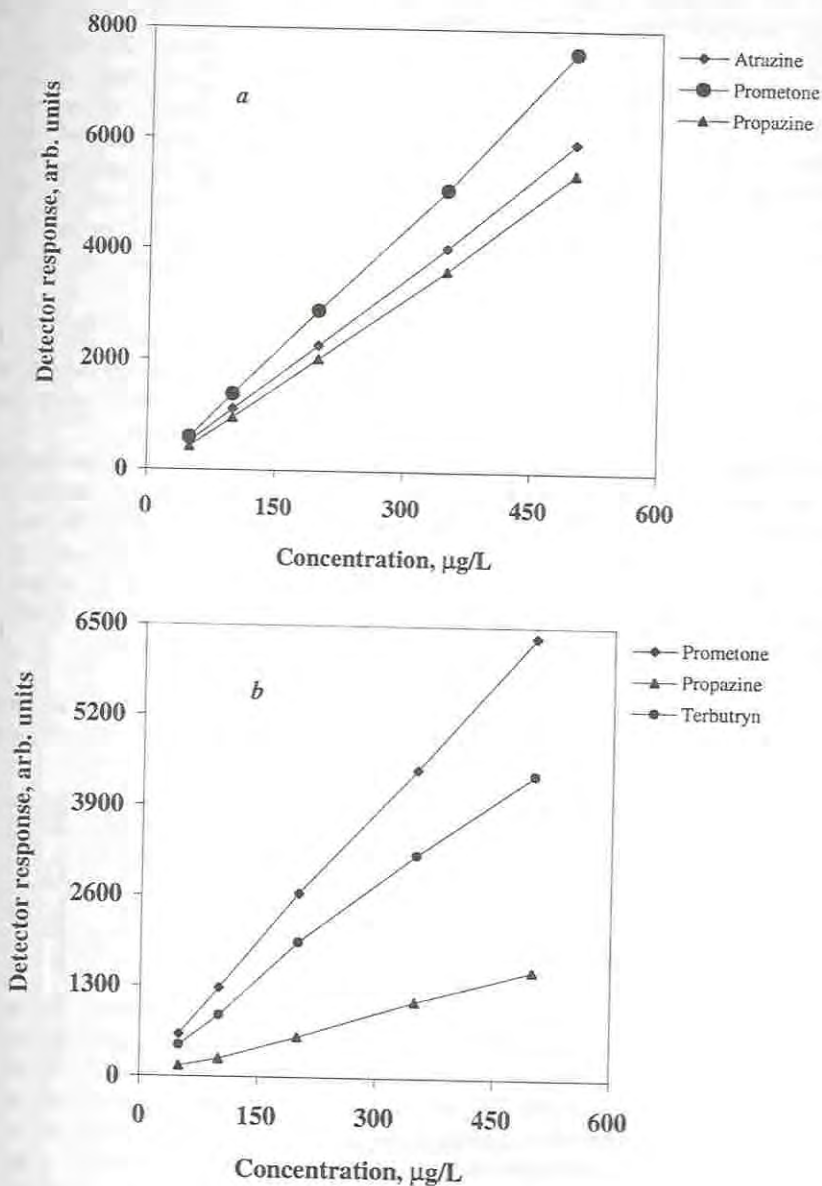 8000
6000
4000
2000
0
Detector response, arb. units
a
Atrazine
Prometone
Propazine
0 150 300 450 600
Concentration, μg/L
6500
5200
3900
2600
1300
0
Detector response, arb. units
b
Prometone
Propazine
Terbutryn
0 150 300 450 600
Concentration, μg/L